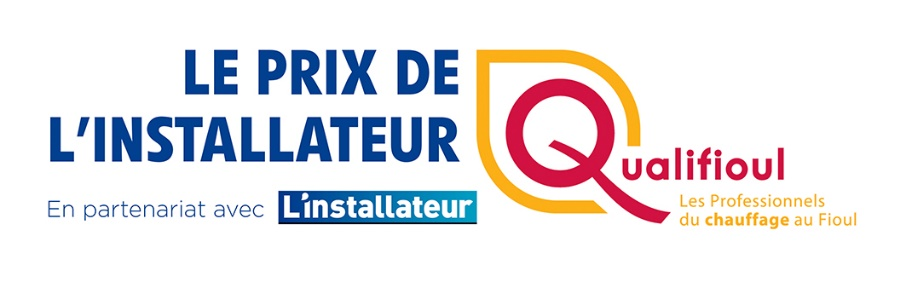 LE PRIX DE
L'INSTALLATEUR
En partenariat avec L'installateur
Qualifioul
Les Professionnels
du chauffage au Fioul